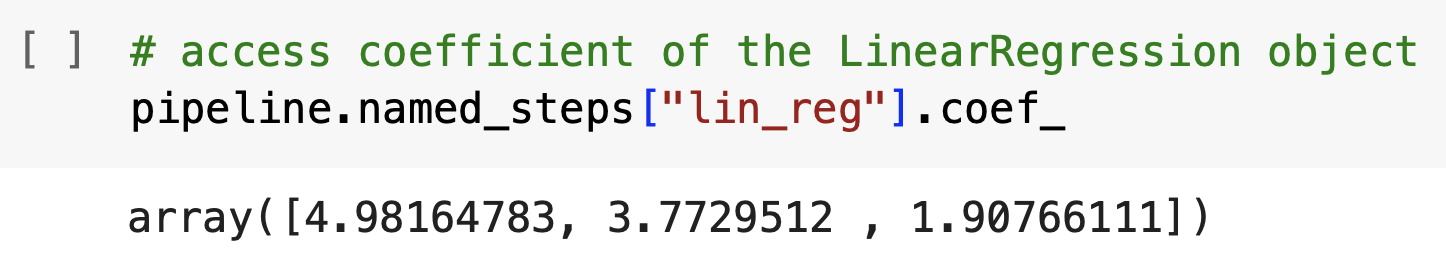 [ ] # access coefficient of the LinearRegression object
pipeline.named_steps["lin_reg"].coef_
array([4.98164783, 3.7729512 , 1.90766111])